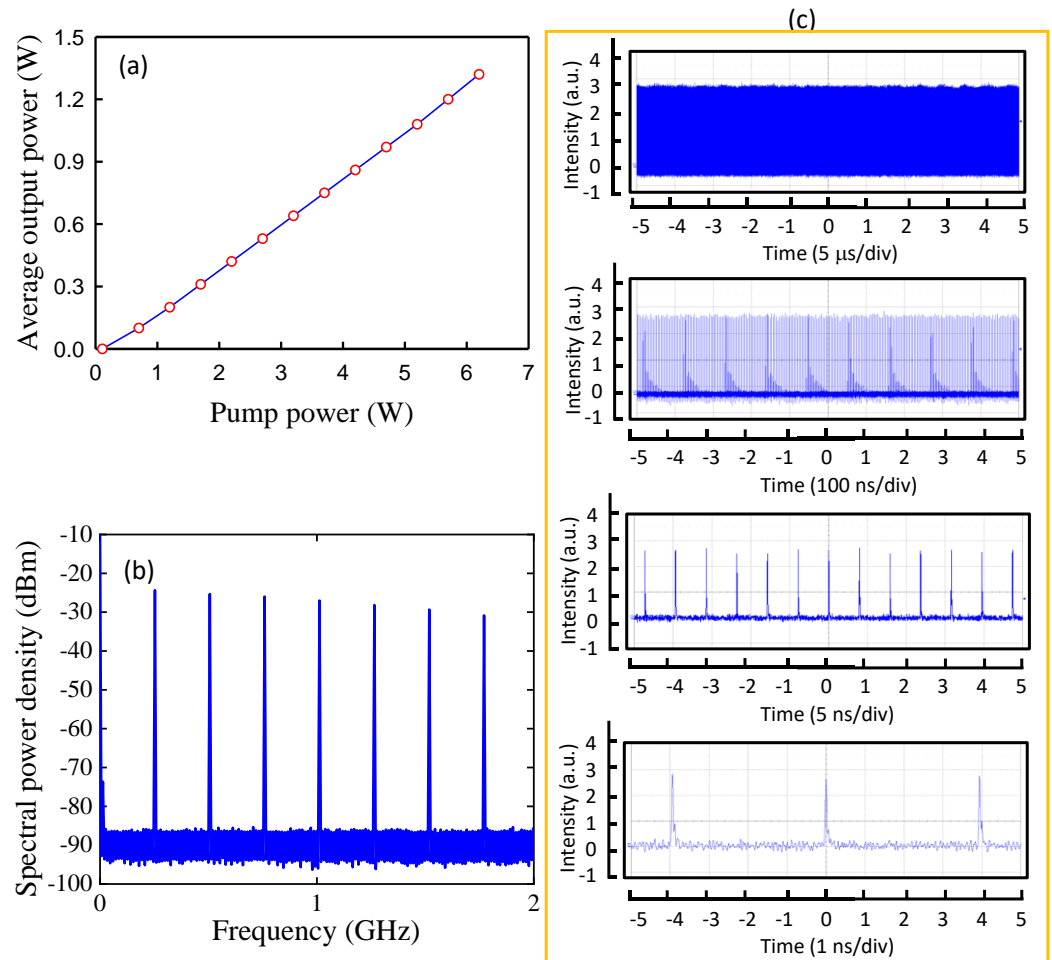 (a)
1.5
1.2
0.9
0.6
0.3
0.0
0 1 2 3 4 5 6 7
Average output power (W)
Pump power (W)
(b)
-10
-20
-30
-40
-50
-60
-70
-80
-90
-100
0 1 2
Spectral power density (dBm)
Frequency (GHz)
(c)
4
3
2
1
0
-1
Intensity (a.u.)
-5 -4 -3 -2 -1 0 1 2 3 4 5
Time (5 μs/div)
4
3
2
1
0
-1
Intensity (a.u.)
-5 -4 -3 -2 -1 0 1 2 3 4 5
Time (100 ns/div)
4
3
2
1
0
-1
Intensity (a.u.)
-5 -4 -3 -2 -1 0 1 2 3 4 5
Time (5 ns/div)
4
3
2
1
0
-1
Intensity (a.u.)
-5 -4 -3 -2 -1 0 1 2 3 4 5
Time (1 ns/div)